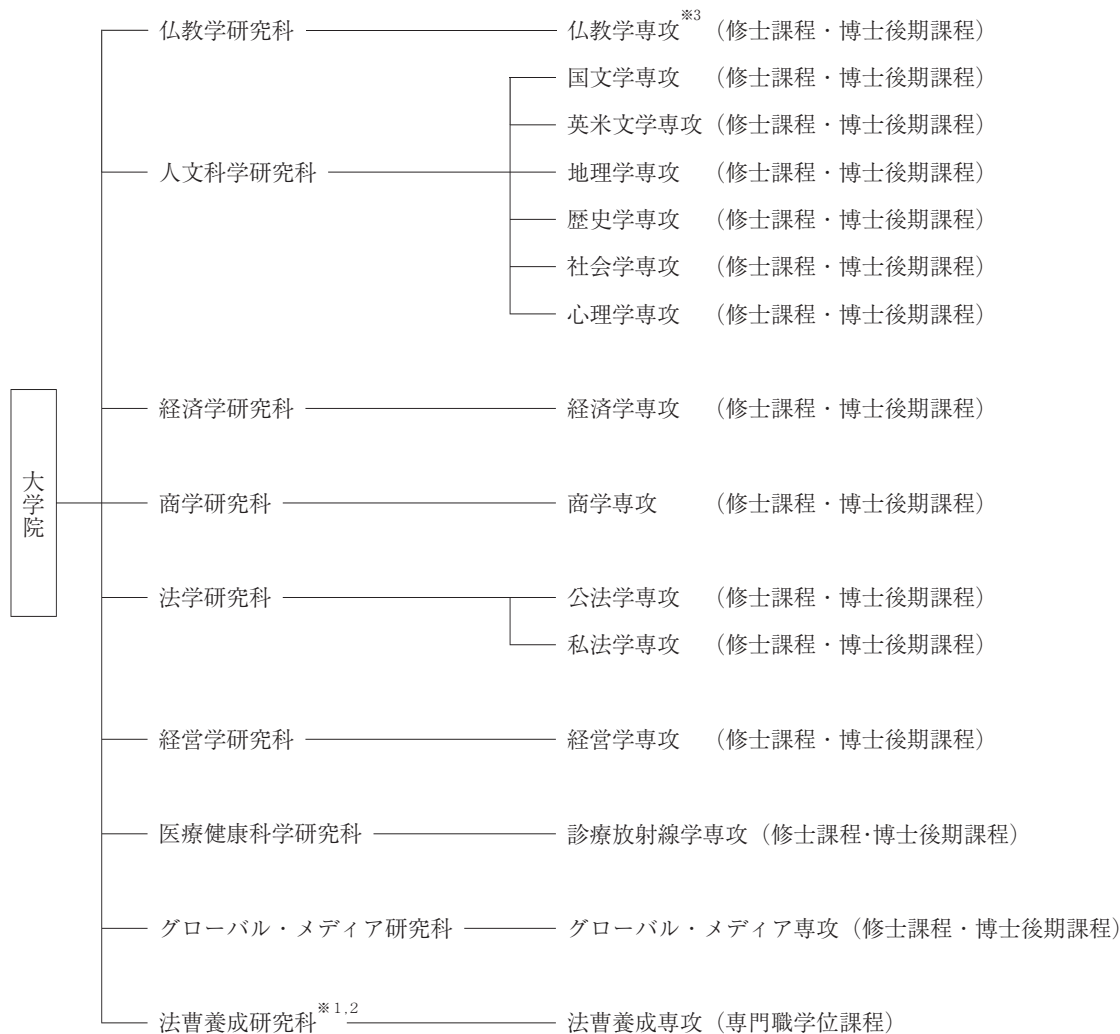 大学院
仏教学研究科 仏教学専攻※3（修士課程・博士後期課程）
人文科学研究科
国文学専攻（修士課程・博士後期課程）
英米文学専攻（修士課程・博士後期課程）
地理学専攻（修士課程・博士後期課程）
歴史学専攻（修士課程・博士後期課程）
社会学専攻（修士課程・博士後期課程）
心理学専攻（修士課程・博士後期課程）
経済学研究科 経済学専攻（修士課程・博士後期課程）
商学研究科 商学専攻（修士課程・博士後期課程）
法学研究科 公法学専攻（修士課程・博士後期課程）
私法学専攻（修士課程・博士後期課程）
経営学研究科 経営学専攻（修士課程・博士後期課程）
医療健康科学研究科 診療放射線学専攻（修士課程・博士後期課程）
グローバル・メディア研究科 グローバル・メディア専攻（修士課程・博士後期課程）
法曹養成研究科※1,2 法曹養成専攻（専門職学位課程）